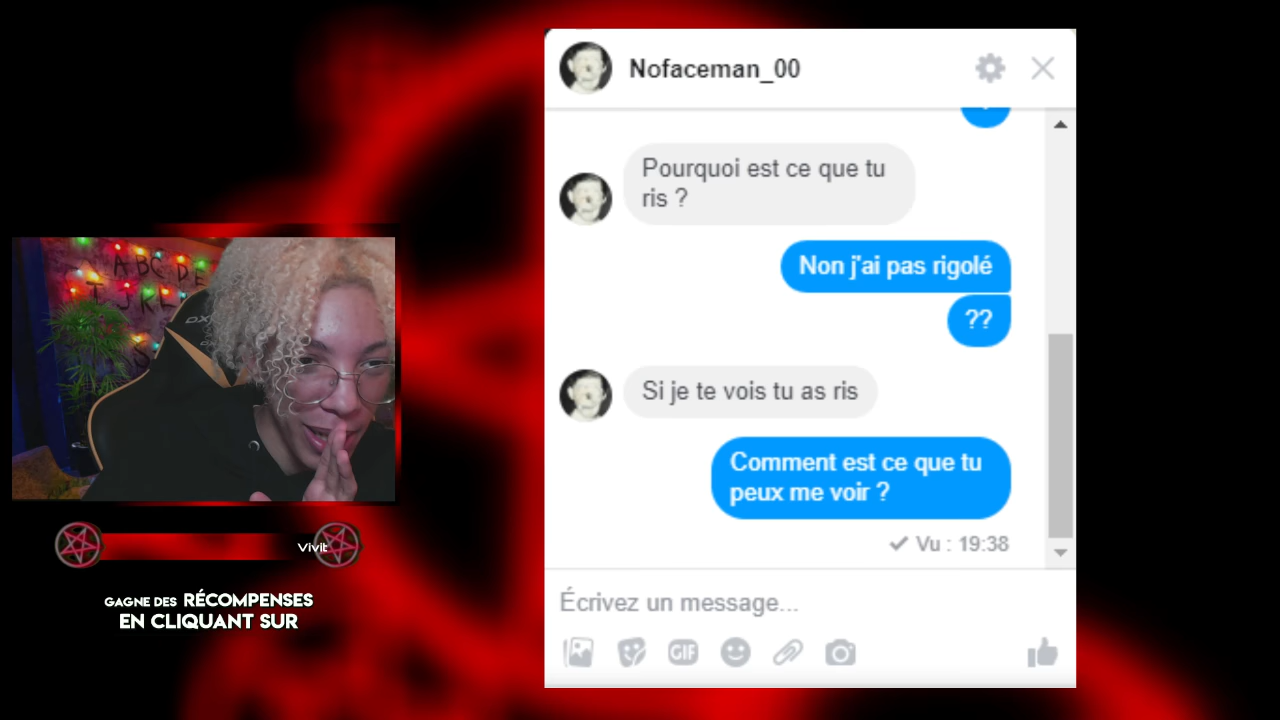 Nofaceman_00
Pourquoi est ce que tu
ris ?
Non j'ai pas rigolé
??
Si je te vois tu as ris
Comment est ce que tu
peux me voir ?
Vu : 19:38
Écrivez un message...
GIF
A B C D E
J K L
S
DX
Vivit
GAGNE DES RÉCOMPENSES
EN CLIQUANT SUR